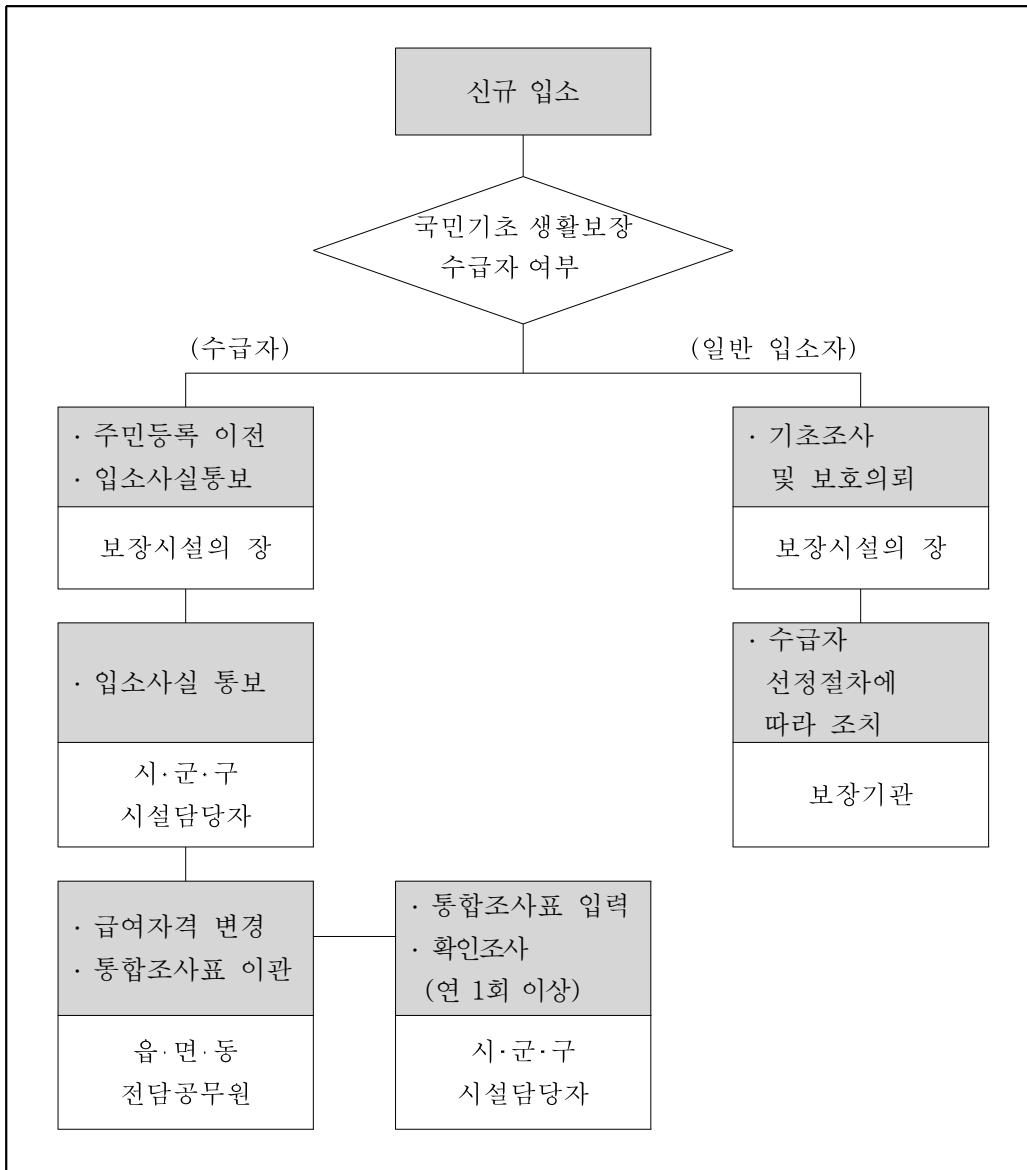 신규 입소
국민기초 생활보장
수급자 여부
(수급자)
(일반 입소자)
· 주민등록 이전
· 입소사실통보
보장시설의 장
· 기초조사
및 보호의뢰
보장시설의 장
· 입소사실 통보
시·군·구
시설담당자
· 수급자
선정절차에
따라 조치
보장기관
· 급여자격 변경
· 통합조사표 이관
읍·면·동
전담공무원
· 통합조사표 입력
· 확인조사
(연 1회 이상)
시·군·구
시설담당자